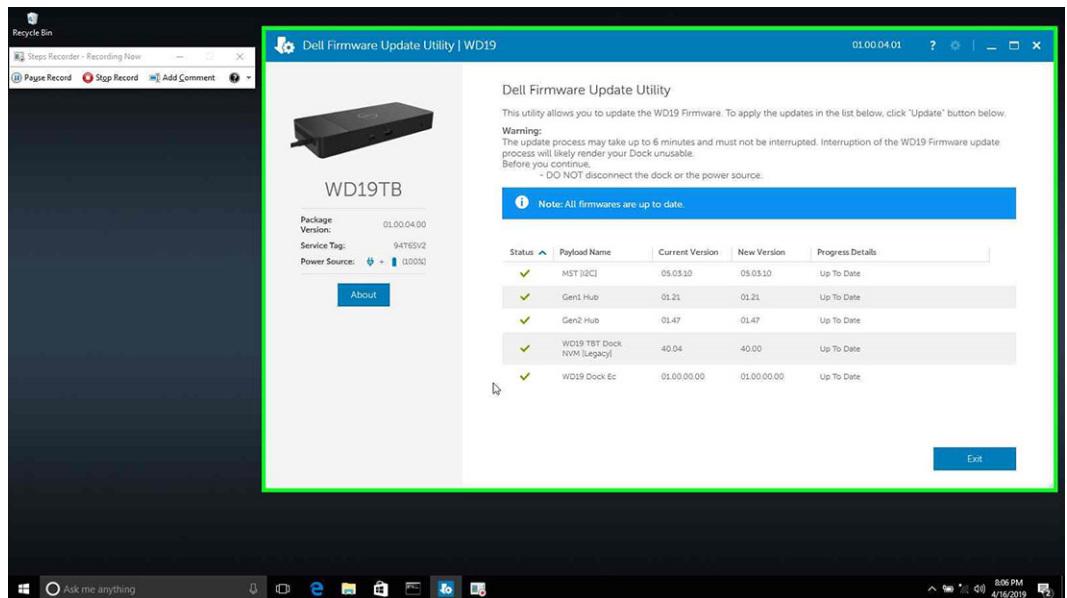 Recycle Bin
Steps Recorder - Recording Now
Pause Record Stop Record Add Comment
Dell Firmware Update Utility | WD19 01.00.04.01 ?
WD19TB
Package Version: 01.00.04.00
Service Tag: 94T6SV2
Power Source: + (100%)
About
Dell Firmware Update Utility
This utility allows you to update the WD19 Firmware. To apply the updates in the list below, click "Update" button below.
Warning:
The update process may take up to 6 minutes and must not be interrupted. Interruption of the WD19 Firmware update
process will likely render your Dock unusable.
Before you continue,
- DO NOT disconnect the dock or the power source.
Note: All firmwares are up to date.
Status Payload Name Current Version New Version Progress Details
MST [I2C] 05.03.10 05.03.10 Up To Date
Gen1 Hub 01.21 01.21 Up To Date
Gen2 Hub 01.47 01.47 Up To Date
WD19 TBT Dock
NVM [Legacy] 40.04 40.00 Up To Date
WD19 Dock Ec 01.00.00.00 01.00.00.00 Up To Date
Exit
Ask me anything
8:06 PM
4/16/2019